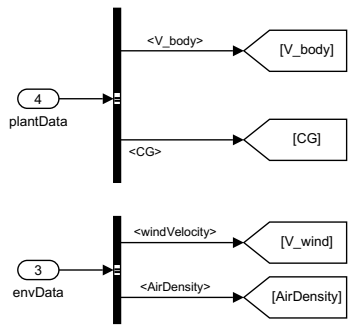 <V_body>
[V_body]
4
plantData
[CG]
<CG>
<windVelocity>
[V_wind]
3
envData
<AirDensity>
[AirDensity]